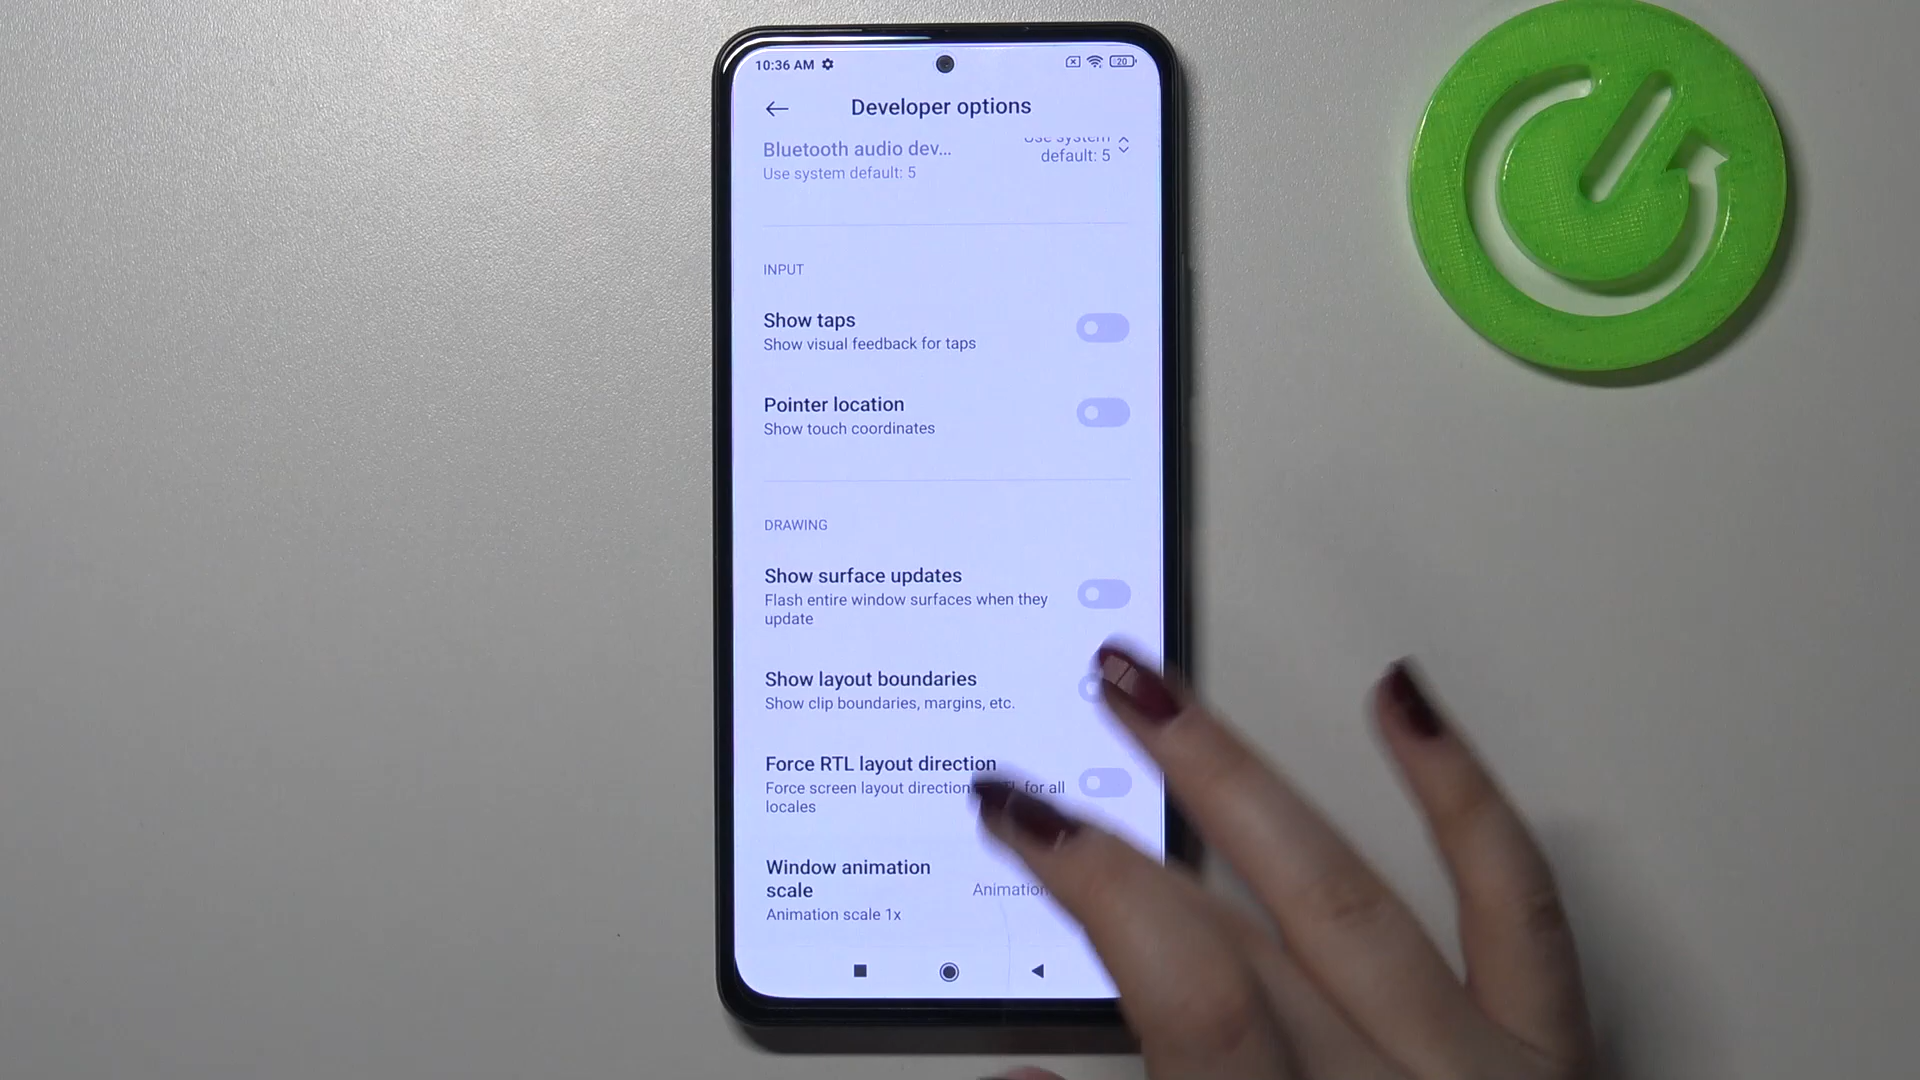 10:36 AM
20
Developer options
Use system
Bluetooth audio dev...
default: 5
Use system default: 5
INPUT
Show taps
Show visual feedback for taps
Pointer location
Show touch coordinates
DRAWING
Show surface updates
Flash entire window surfaces when they
update
Show layout boundaries
Show clip boundaries, margins, etc.
Force RTL layout direction
Force screen layout direction for all
locales
Window animation
scale
Animation
Animation scale 1x